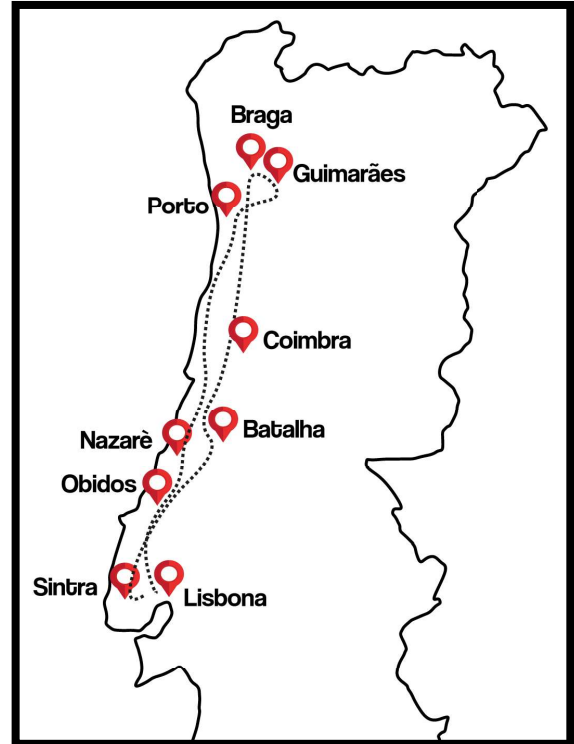 Braga
Guimarães
Porto
Coimbra
Nazarè
Batalha
Obidos
Sintra
Lisbona